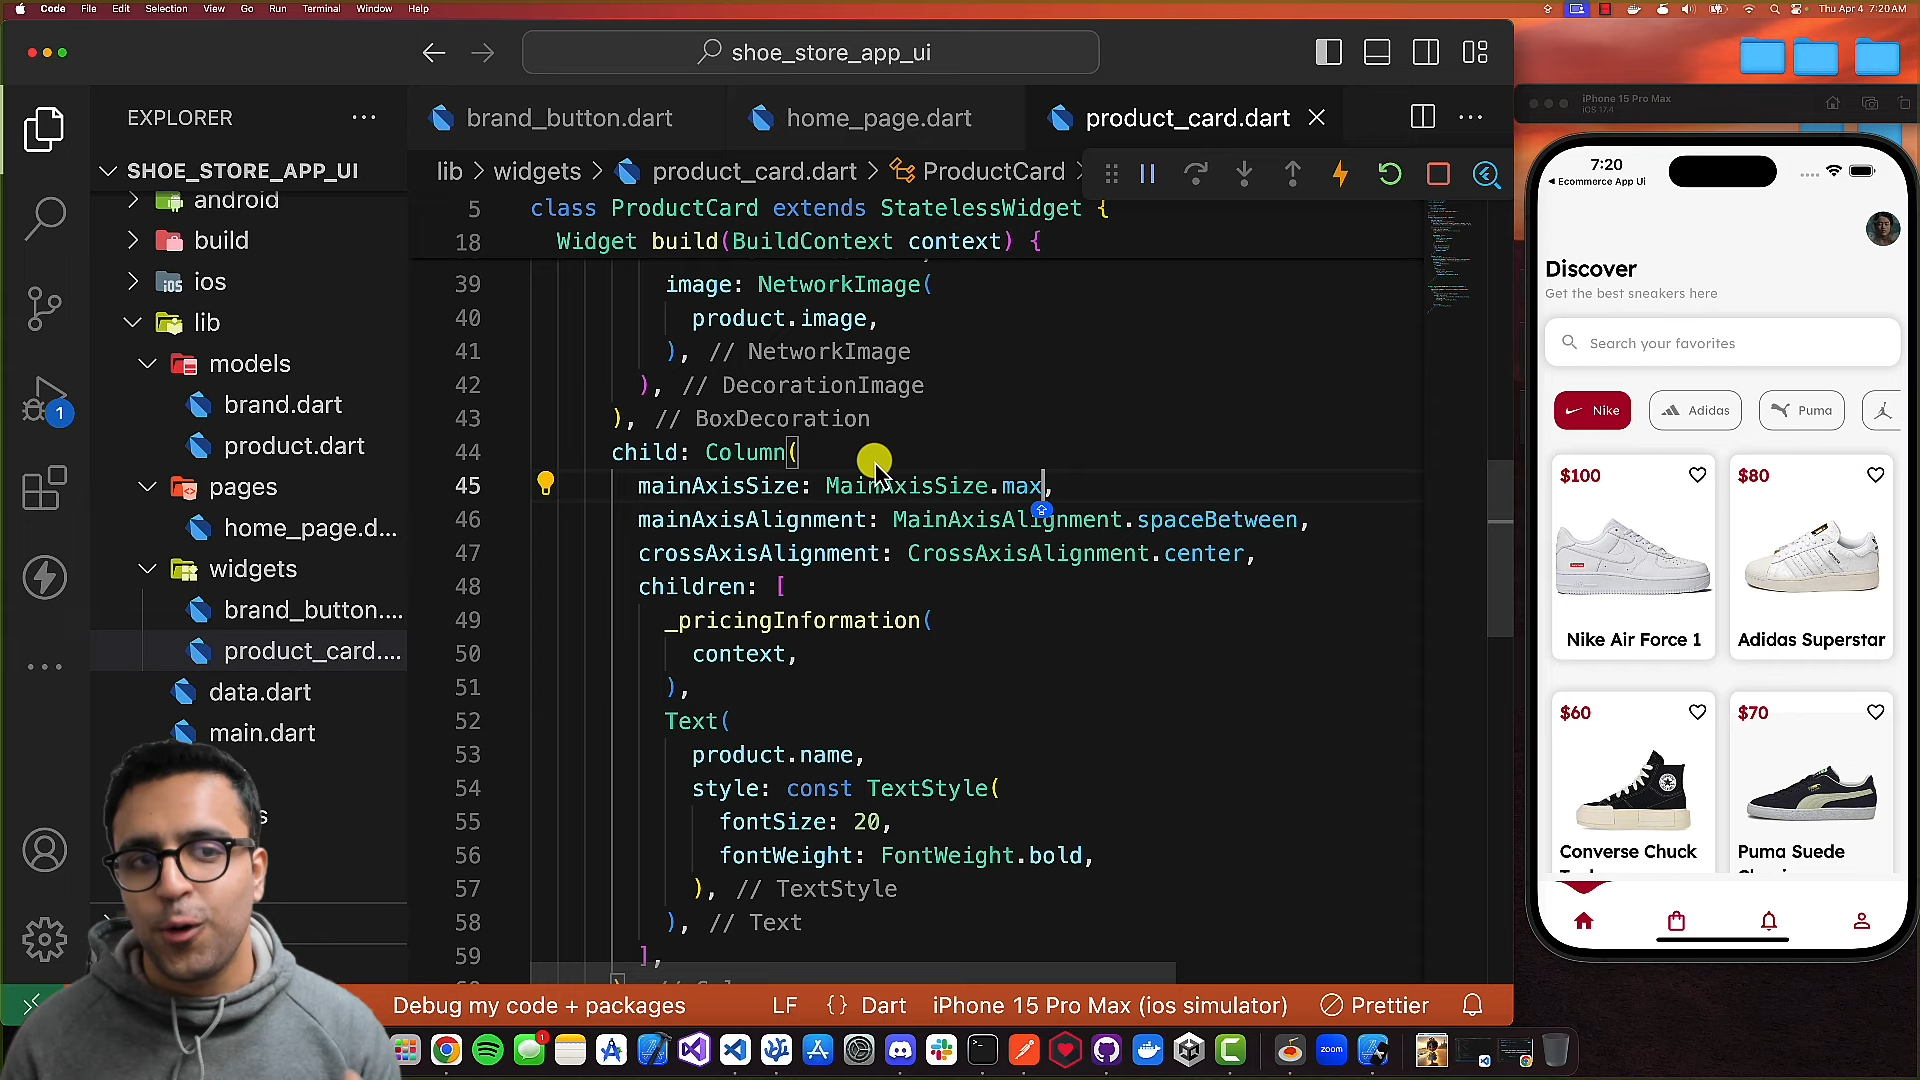 Code File Edit Selection View Go Run Terminal Window Help
Thu Apr 4 7:20 AM
shoe_store_app_ui
EXPLORER
SHOE_STORE_APP_UI
android
build
ios
lib
models
brand.dart
product.dart
pages
home_page.d...
widgets
brand_button....
product_card....
data.dart
main.dart
s
1
brand_button.dart
home_page.dart
product_card.dart
lib > widgets > product_card.dart > ProductCard >
5 class ProductCard extends StatelessWidget {
18 Widget build(BuildContext context) {
39 image: NetworkImage(
40 product.image,
41 ), // NetworkImage
42 ), // DecorationImage
43 ), // BoxDecoration
44 child: Column(
45 mainAxisSize: MainAxisSize.max,
46 mainAxisAlignment: MainAxisAlignment.spaceBetween,
47 crossAxisAlignment: CrossAxisAlignment.center,
48 children: [
49 _pricingInformation(
50 context,
51 ),
52 Text(
53 product.name,
54 style: const TextStyle(
55 fontSize: 20,
56 fontWeight: FontWeight.bold,
57 ), // TextStyle
58 ), // Text
59 ],
Debug my code + packages LF {} Dart iPhone 15 Pro Max (ios simulator) Prettier
iPhone 15 Pro Max
iOS 17.4
7:20
Ecommerce App Ui
Discover
Get the best sneakers here
Search your favorites
Nike Adidas Puma
$100 $80
Nike Air Force 1 Adidas Superstar
$60 $70
Converse Chuck Puma Suede
1
zoom